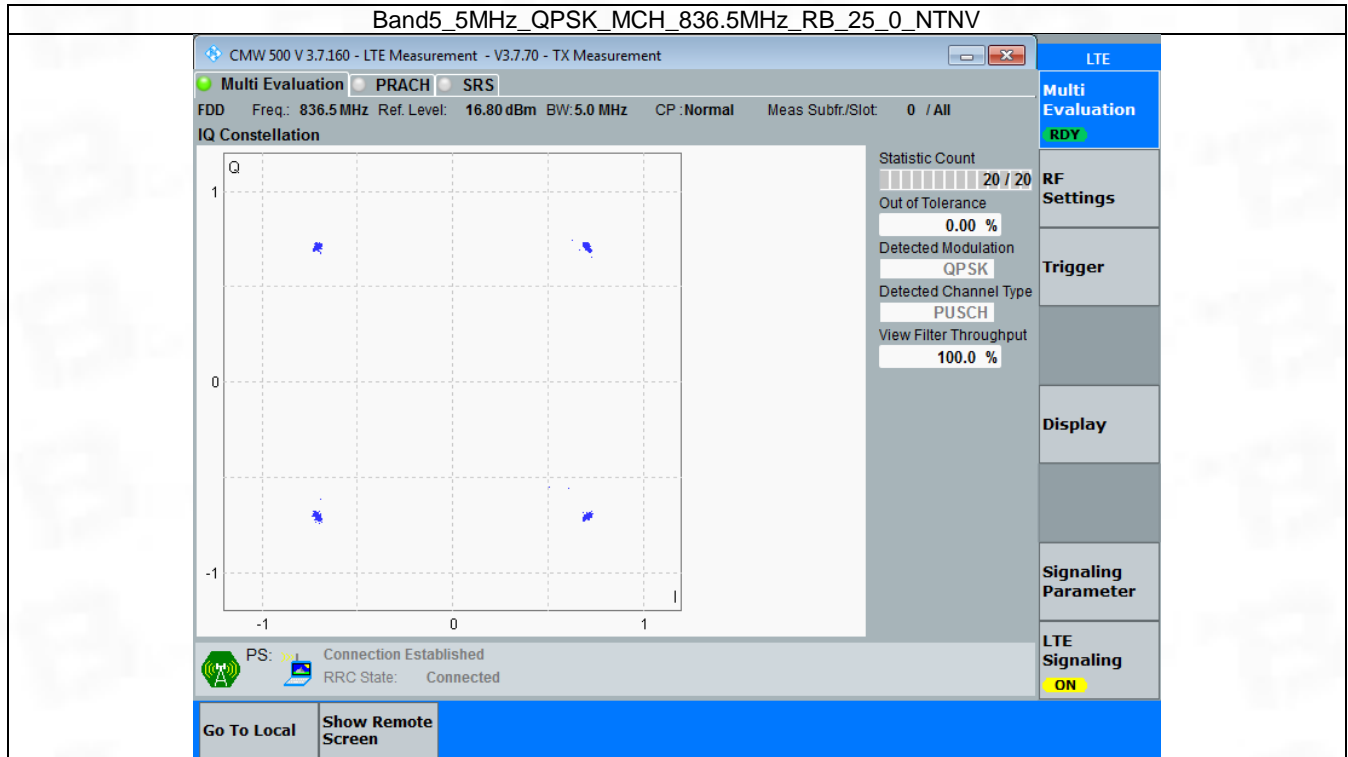 Band5_5MHz_QPSK_MCH_836.5MHz_RB_25_0_NTNV
CMW 500 V 3.7.160 - LTE Measurement - V3.7.70 - TX Measurement
LTE
Multi Evaluation PRACH SRS
Multi Evaluation
RDY
FDD Freq.: 836.5 MHz Ref. Level: 16.80 dBm BW: 5.0 MHz CP : Normal Meas Subfr./Slot: 0 / All
IQ Constellation
Q
1
0
-1
-1 0 1
I
Statistic Count
20 / 20
Out of Tolerance
0.00 %
Detected Modulation
QPSK
Detected Channel Type
PUSCH
View Filter Throughput
100.0 %
RF
Settings
Trigger
Display
Signaling
Parameter
LTE
Signaling
ON
PS: Connection Established
RRC State: Connected
Go To Local
Show Remote
Screen